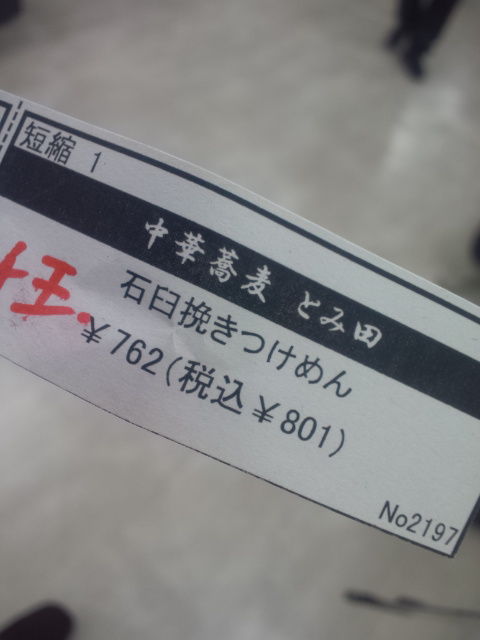 短縮 1
中華蕎麦 とみ田
石臼挽きつけめん
¥762(税込¥801)
No2197